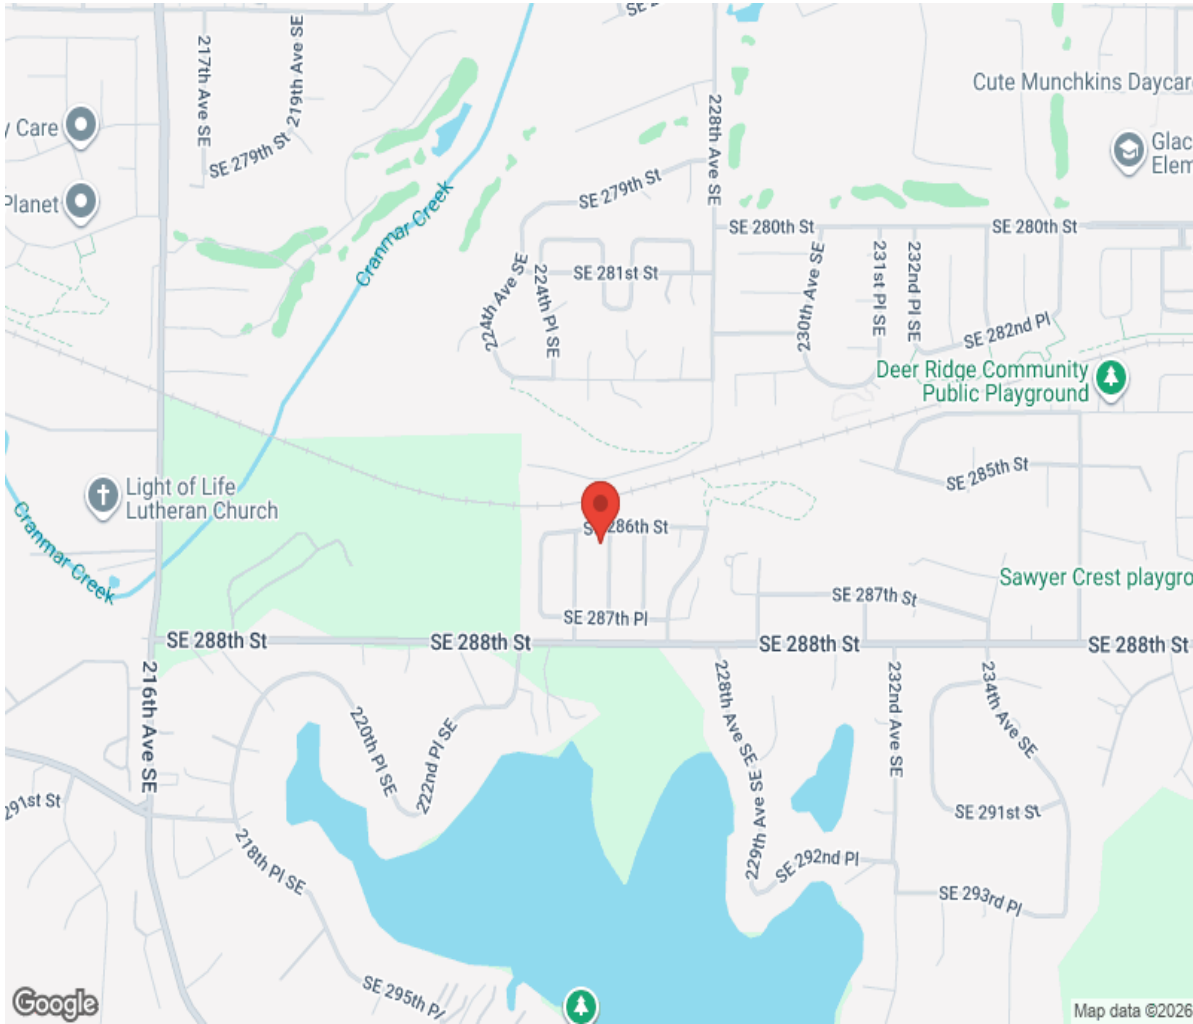 SE 2
217th Ave SE
279th Ave SE
228th Ave SE
Cute Munchkins Daycare
y Care
Glac
Elem
SE 279th St
SE 279th St
Planet
Cranmar Creek
SE 280th St
SE 280th St
224th Ave SE
224th Pl SE
SE 281st St
230th Ave SE
231st Pl SE
232nd Pl SE
SE 282nd Pl
Deer Ridge Community
Public Playground
Light of Life
Lutheran Church
SE 285th St
Cranmar Creek
SE 286th St
Sawyer Crest playgro
SE 287th St
SE 287th Pl
SE 288th St
SE 288th St
SE 288th St
SE 288th St
216th Ave SE
220th Pl SE
222nd Pl SE
228th Ave SE
229th Ave SE
232nd Ave SE
234th Ave SE
291st St
SE 291st St
218th Pl SE
SE 292nd Pl
SE 293rd Pl
SE 295th Pl
Google
Map data ©2026